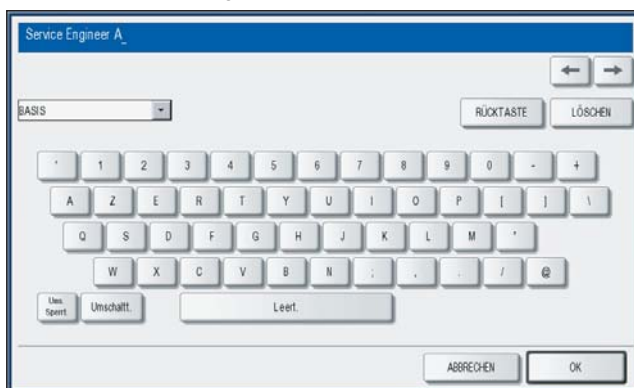 Service Engineer A_
← →
BASIS RÜCKTASTE LÖSCHEN
' 1 2 3 4 5 6 7 8 9 0 - +
A Z E R T Y U I O P [ ] \
Q S D F G H J K L M '
W X C V B N ; . / @
Ums. Sperrt Umschaltt. Leert.
ABBRECHEN OK